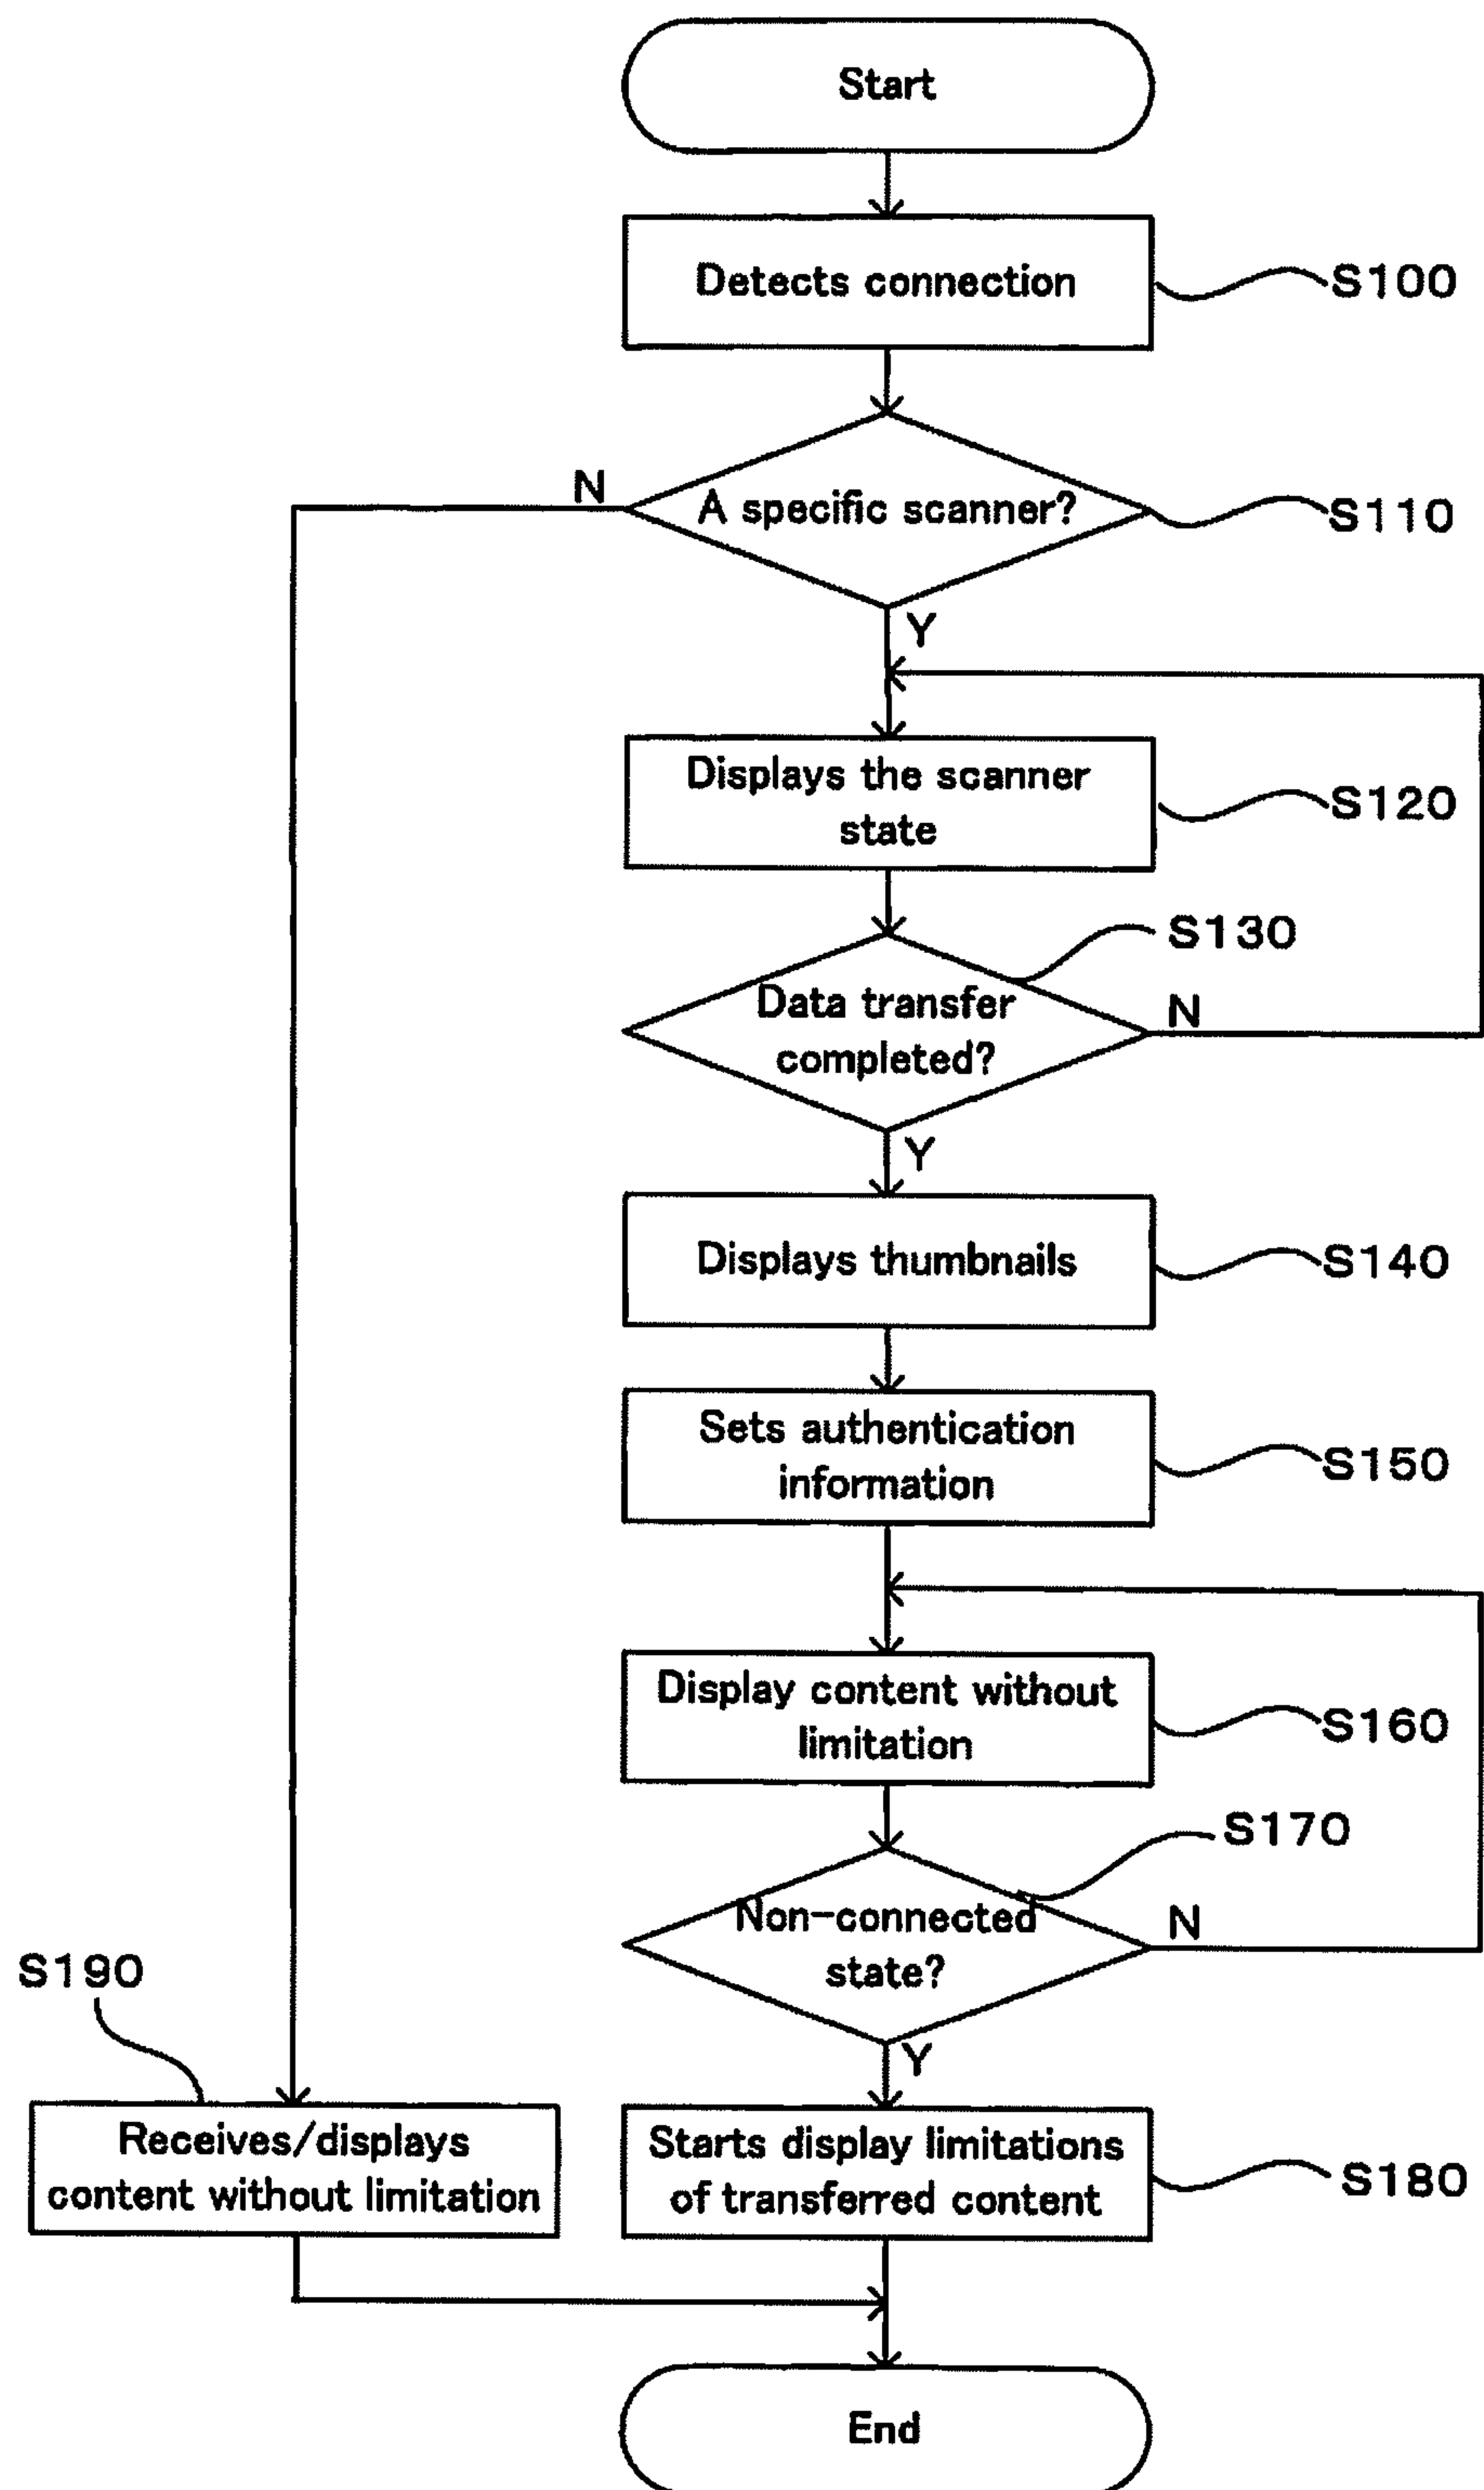 Start
Detects connection
S100
A specific scanner?
N
S110
Y
Displays the scanner
state
S120
S130
Data transfer
completed?
N
Y
Displays thumbnails
S140
Sets authentication
information
S150
Display content without
limitation
S160
S170
Non-connected
state?
N
S190
Y
Receives/displays
content without limitation
Starts display limitations
of transferred content
S180
End